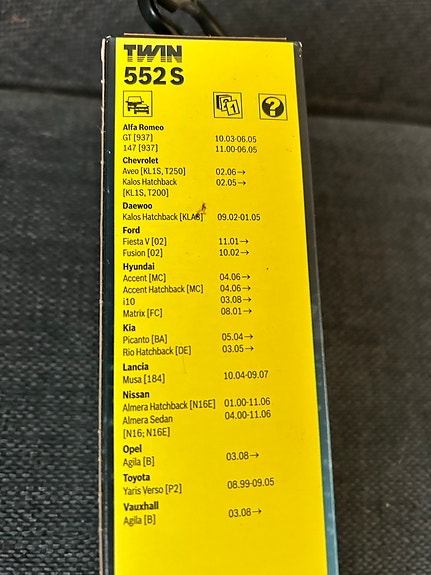 TWIN
552 S
?21 ?
Alfa Romeo
GT [937] 10.03-06.05
147 [937] 11.00-06.05
Chevrolet
Aveo [KL1S, T250] 02.06→
Kalos Hatchback 02.05→
[KL1S, T200]
Daewoo
Kalos Hatchback [KLAS] 09.02-01.05
Ford
Fiesta V [02] 11.01→
Fusion [02] 10.02→
Hyundai
Accent [MC] 04.06→
Accent Hatchback [MC] 04.06→
i10 03.08→
Matrix [FC] 08.01→
Kia
Picanto [BA] 05.04→
Rio Hatchback [DE] 03.05→
Lancia
Musa [184] 10.04-09.07
Nissan
Almera Hatchback [N16E] 01.00-11.06
Almera Sedan 04.00-11.06
[N16; N16E]
Opel
Agila [B] 03.08→
Toyota
Yaris Verso [P2] 08.99-09.05
Vauxhall
Agila [B] 03.08→